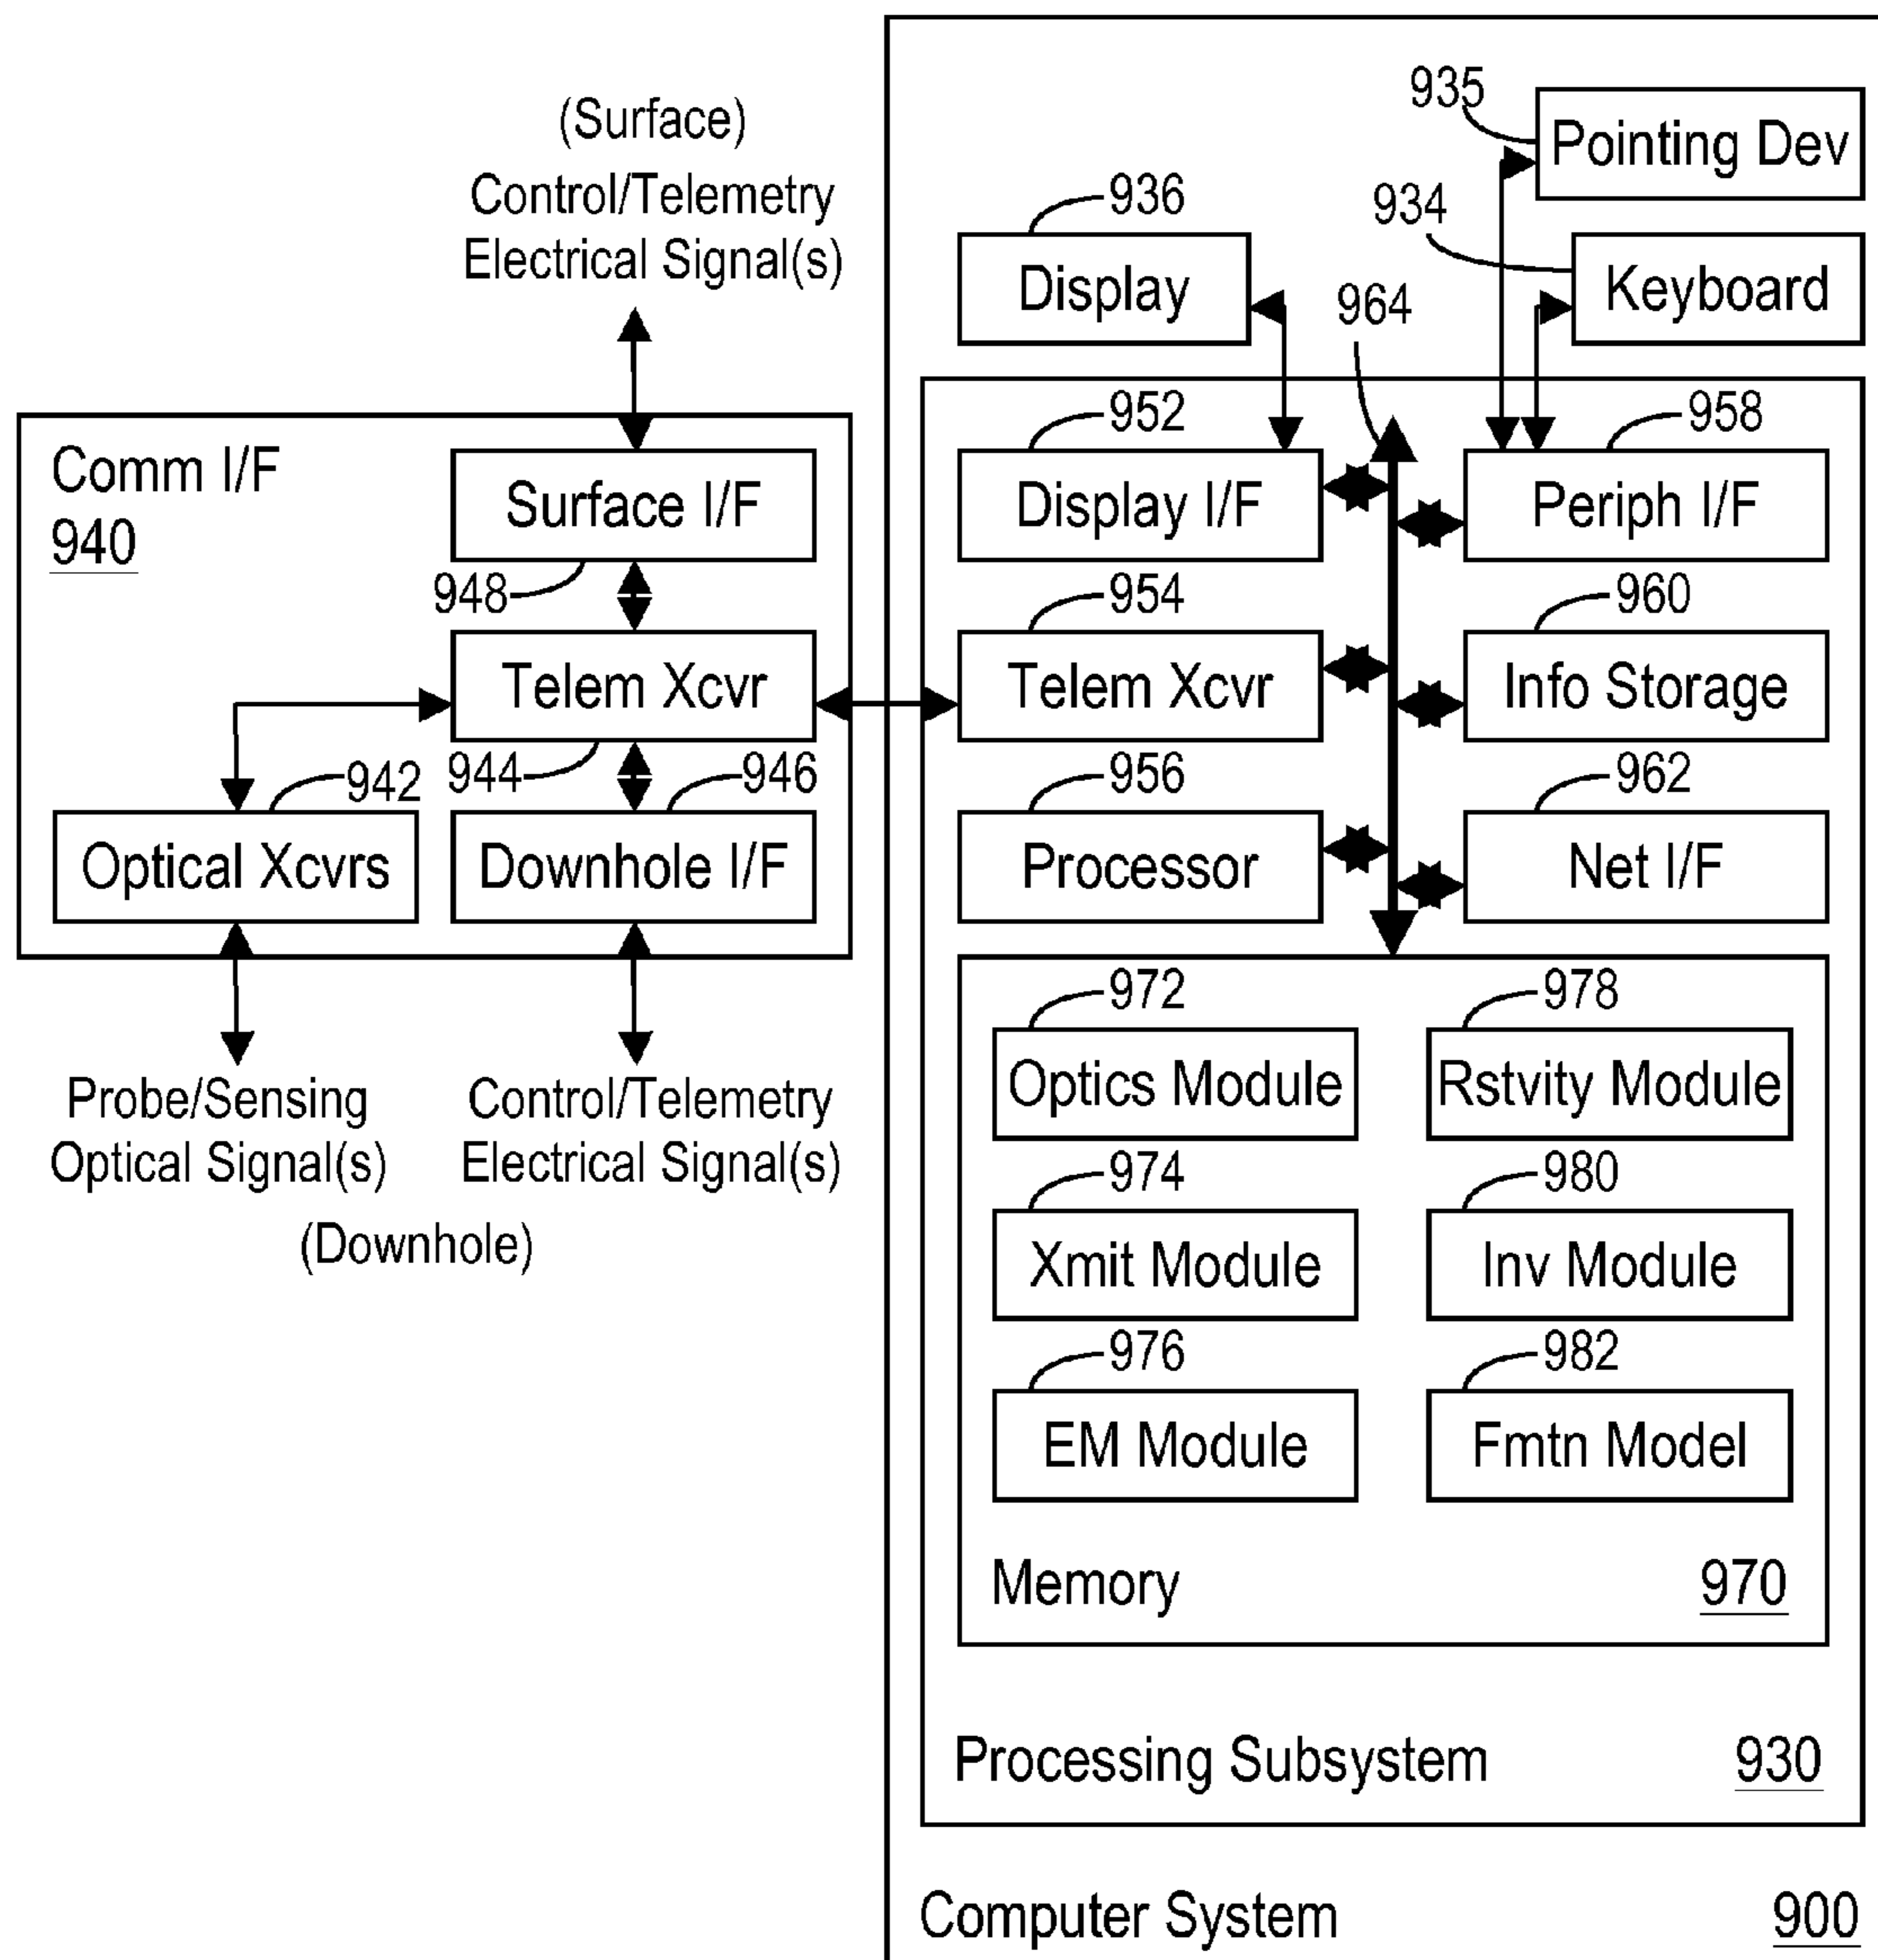 (Surface)
Control/Telemetry
Electrical Signal(s)
Comm I/F
940
Surface I/F
948
Telem Xcvr
944
942
946
Optical Xcvrs
Downhole I/F
Probe/Sensing
Optical Signal(s)
Control/Telemetry
Electrical Signal(s)
(Downhole)
935
Pointing Dev
936
934
Display
Keyboard
964
952
958
Display I/F
Periph I/F
954
960
Telem Xcvr
Info Storage
956
962
Processor
Net I/F
972
978
Optics Module
Rstvity Module
974
980
Xmit Module
Inv Module
976
982
EM Module
Fmtn Model
Memory
970
Processing Subsystem
930
Computer System
900